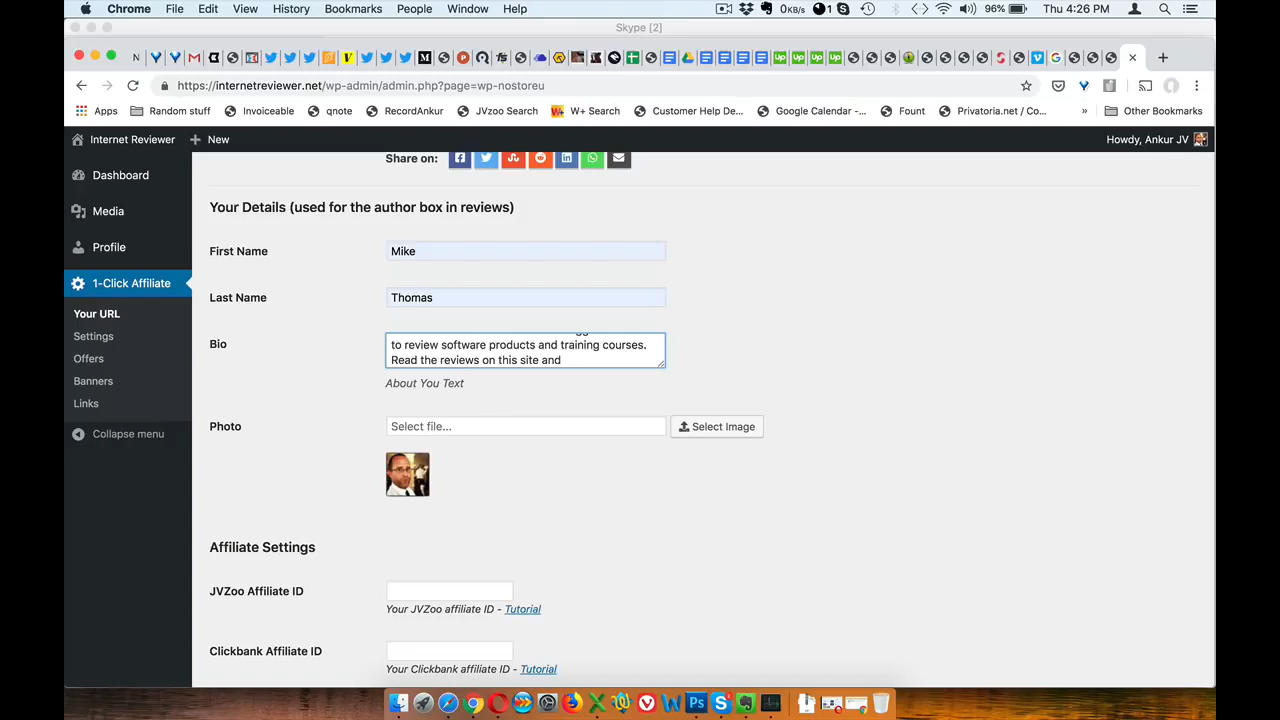 Chrome File Edit View History Bookmarks People Window Help 0KB/s 1 96% Thu 4:26 PM
Skype [2]
https://internetreviewer.net/wp-admin/admin.php?page=wp-nostoreu
Apps Random stuff Invoiceable qnote RecordAnkur JVzoo Search W+ Search Customer Help De... Google Calendar -... Fount Privatoria.net / Co... » Other Bookmarks
Internet Reviewer + New Howdy, Ankur JV
Share on:
Dashboard
Media
Profile
1-Click Affiliate
Your URL
Settings
Offers
Banners
Links
Collapse menu
Your Details (used for the author box in reviews)
First Name Mike
Last Name Thomas
Bio to review software products and training courses.
Read the reviews on this site and
About You Text
Photo Select file... Select Image
Affiliate Settings
JVZoo Affiliate ID
Your JVZoo affiliate ID - Tutorial
Clickbank Affiliate ID
Your Clickbank affiliate ID - Tutorial